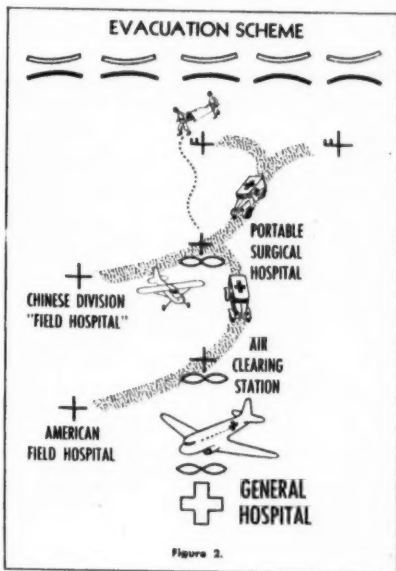 EVACUATION SCHEME
PORTABLE
SURGICAL
HOSPITAL
CHINESE DIVISION
"FIELD HOSPITAL"
AIR
CLEARING
STATION
AMERICAN
FIELD HOSPITAL
GENERAL
HOSPITAL
Figure 2.